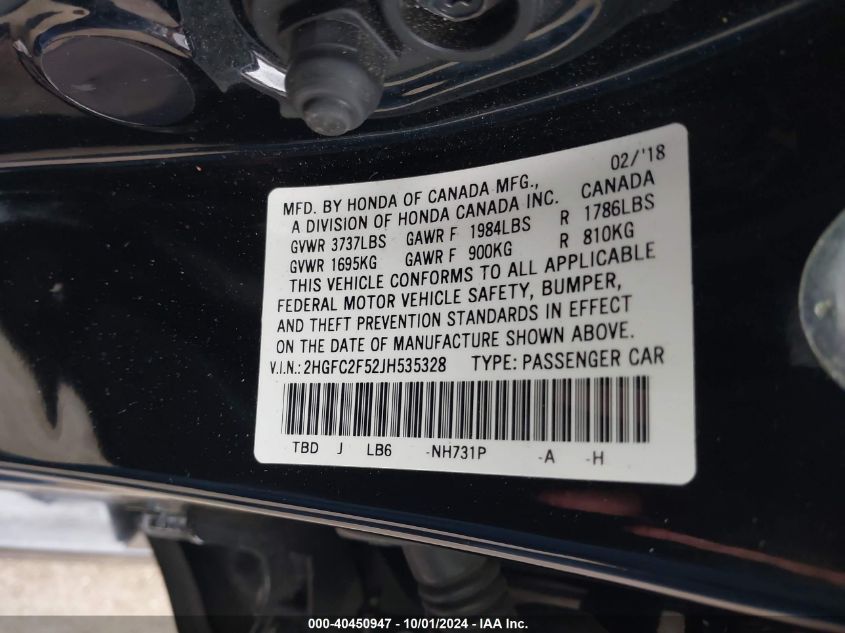 02/'18
MFD. BY HONDA OF CANADA MFG.,
A DIVISION OF HONDA CANADA INC. CANADA
GVWR 3737LBS GAWR F 1984LBS R 1786LBS
GVWR 1695KG GAWR F 900KG R 810KG
THIS VEHICLE CONFORMS TO ALL APPLICABLE
FEDERAL MOTOR VEHICLE SAFETY, BUMPER,
AND THEFT PREVENTION STANDARDS IN EFFECT
ON THE DATE OF MANUFACTURE SHOWN ABOVE.
V.I.N.: 2HGFC2F52JH535328 TYPE: PASSENGER CAR
TBD J LB6 -NH731P -A -H
000-40450947 - 10/01/2024 - IAA Inc.